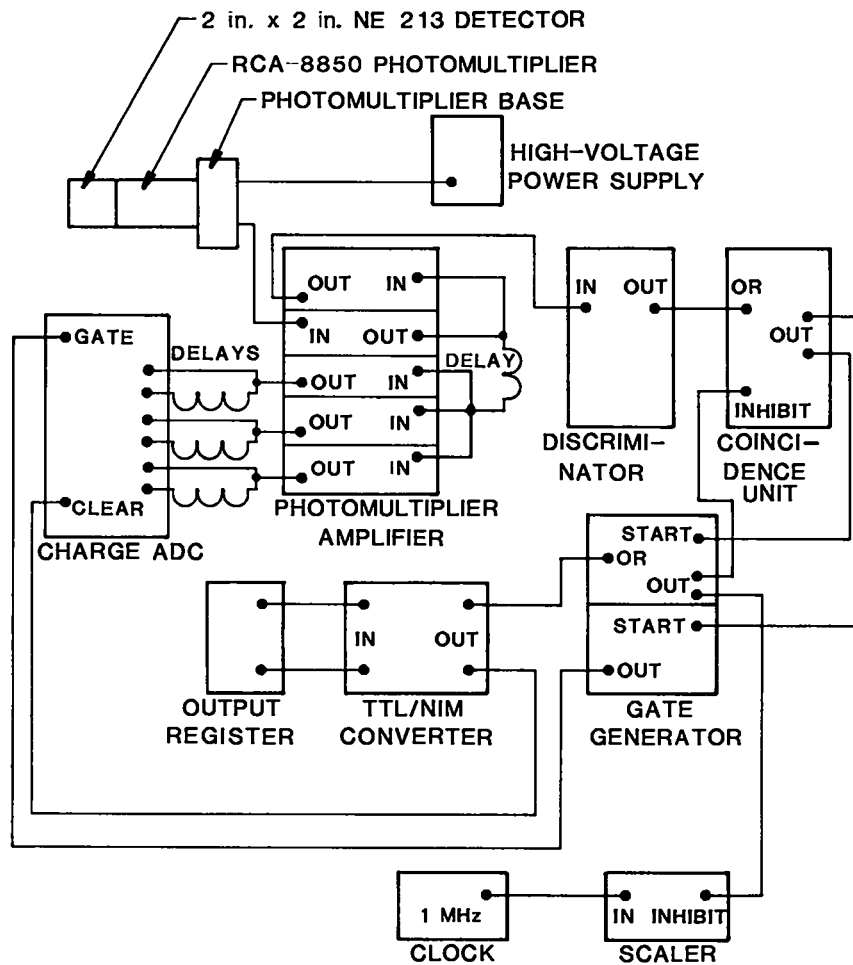 2 in. x 2 in. NE 213 DETECTOR
RCA-8850 PHOTOMULTIPLIER
PHOTOMULTIPLIER BASE
HIGH-VOLTAGE
POWER SUPPLY
OUT IN
IN OUT
OUT IN
OUT IN
OUT IN
DELAY
PHOTOMULTIPLIER
AMPLIFIER
GATE
DELAYS
CLEAR
CHARGE ADC
IN OUT
DISCRIMI-
NATOR
OR
OUT
INHIBIT
COINCI-
DENCE
UNIT
START
OR
OUT
START
OUT
GATE
GENERATOR
OUTPUT
REGISTER
IN OUT
TTL/NIM
CONVERTER
1 MHz
CLOCK
IN INHIBIT
SCALER